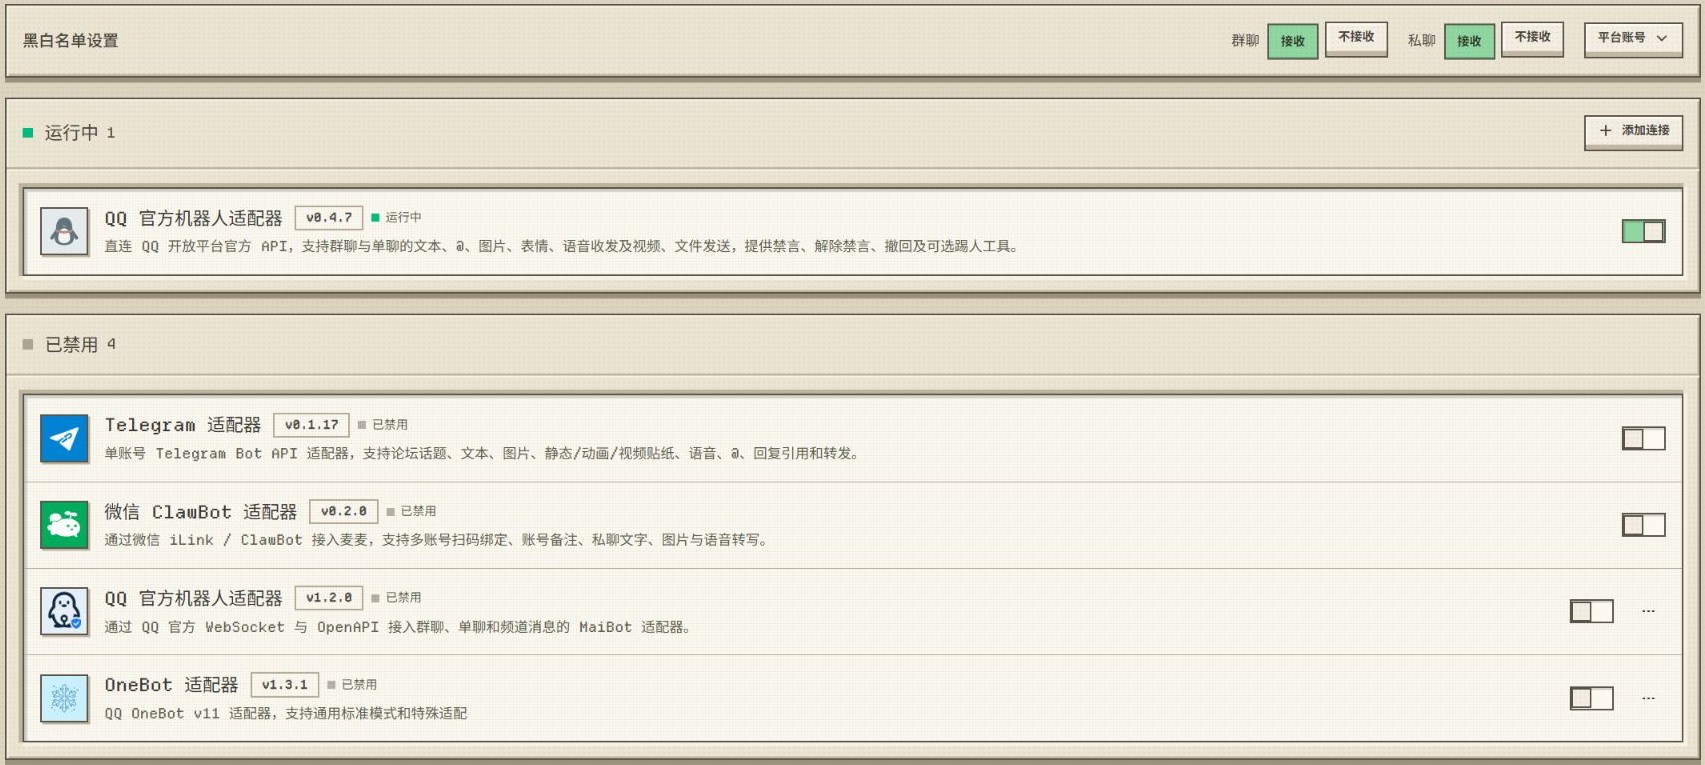 黑白名单设置 群聊 接收 不接收 私聊 接收 不接收 平台账号
运行中 1 + 添加连接
QQ 官方机器人适配器 v0.4.7 运行中
直连 QQ 开放平台官方 API，支持群聊与单聊的文本、@、图片、表情、语音收发及视频、文件发送，提供禁言、解除禁言、撤回及可选踢人工具。
已禁用 4
Telegram 适配器 v0.1.17 已禁用
单账号 Telegram Bot API 适配器，支持论坛话题、文本、图片、静态/动画/视频贴纸、语音、@、回复引用和转发。
微信 ClawBot 适配器 v0.2.0 已禁用
通过微信 iLink / ClawBot 接入麦麦，支持多账号扫码绑定、账号备注、私聊文字、图片与语音转写。
QQ 官方机器人适配器 v1.2.0 已禁用
通过 QQ 官方 WebSocket 与 OpenAPI 接入群聊、单聊和频道消息的 MaiBot 适配器。
OneBot 适配器 v1.3.1 已禁用
QQ OneBot v11 适配器，支持通用标准模式和特殊适配